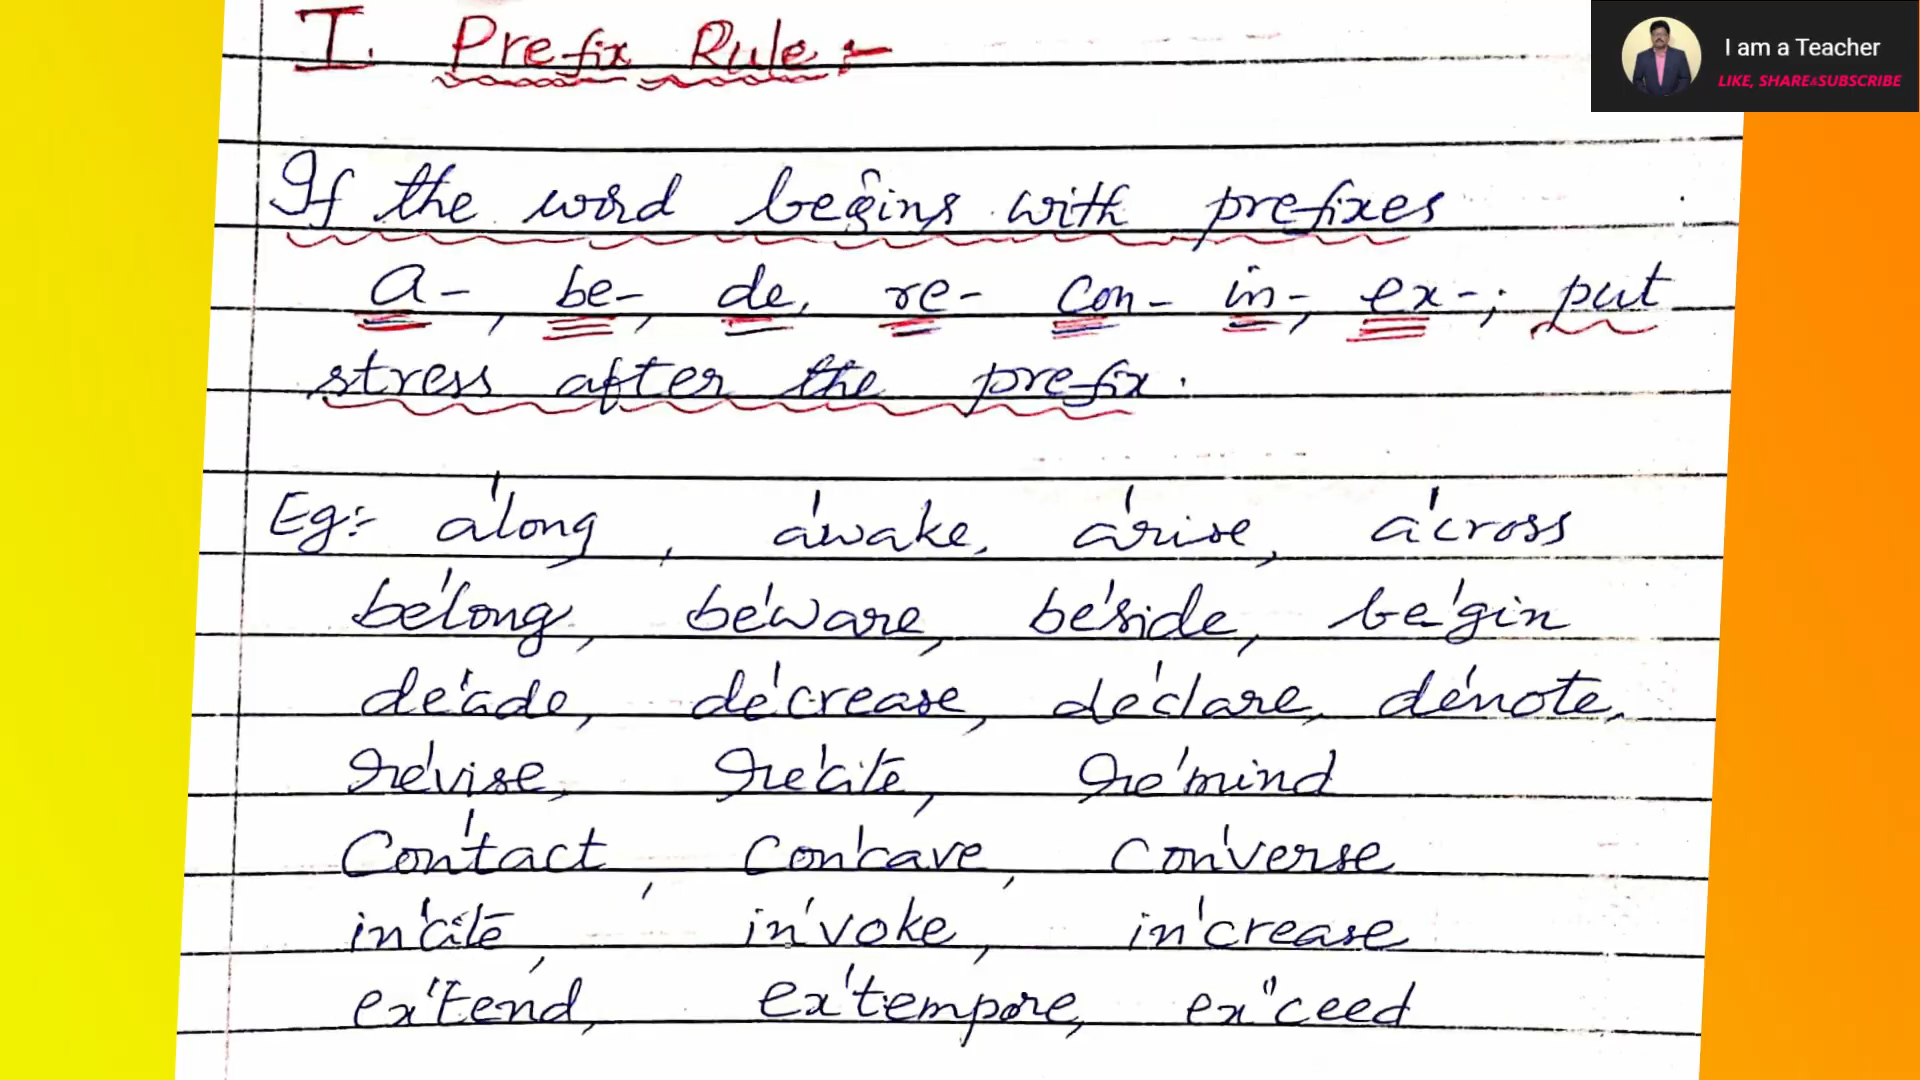 I. Prefix Rule :-
I am a Teacher
LIKE, SHARE&SUBSCRIBE
If the word begins with prefixes
a-, be-, de, re- con- in-, ex-; put
stress after the prefix.
Eg:- a'long, a'wake, a'rise, a'cross
be'long, be'ware, be'side, be'gin
de'cide, de'crease, de'clare, de'note,
re'vise, re'cite, re'mind
Con'tact, Con'cave, Con'verse
in'cite, in'voke, in'crease
ex'tend, ex'tempore, ex'ceed